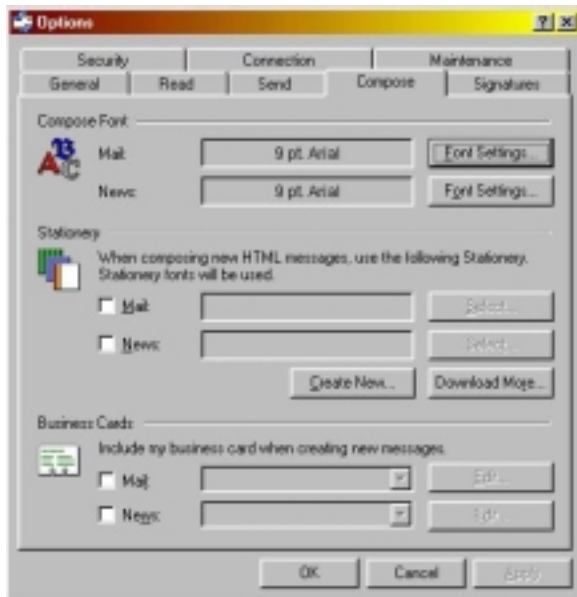 Options
Security Connection Maintenance
General Read Send Compose Signatures
Compose Font
Mail: 9 pt. Arial Font Settings...
News: 9 pt. Arial Font Settings...
Stationery
When composing new HTML messages, use the following Stationery.
Stationery fonts will be used.
Mail: Select...
News: Select...
Create New... Download More...
Business Cards
Include my business card when creating new messages.
Mail: Edit...
News: Edit...
OK Cancel Apply